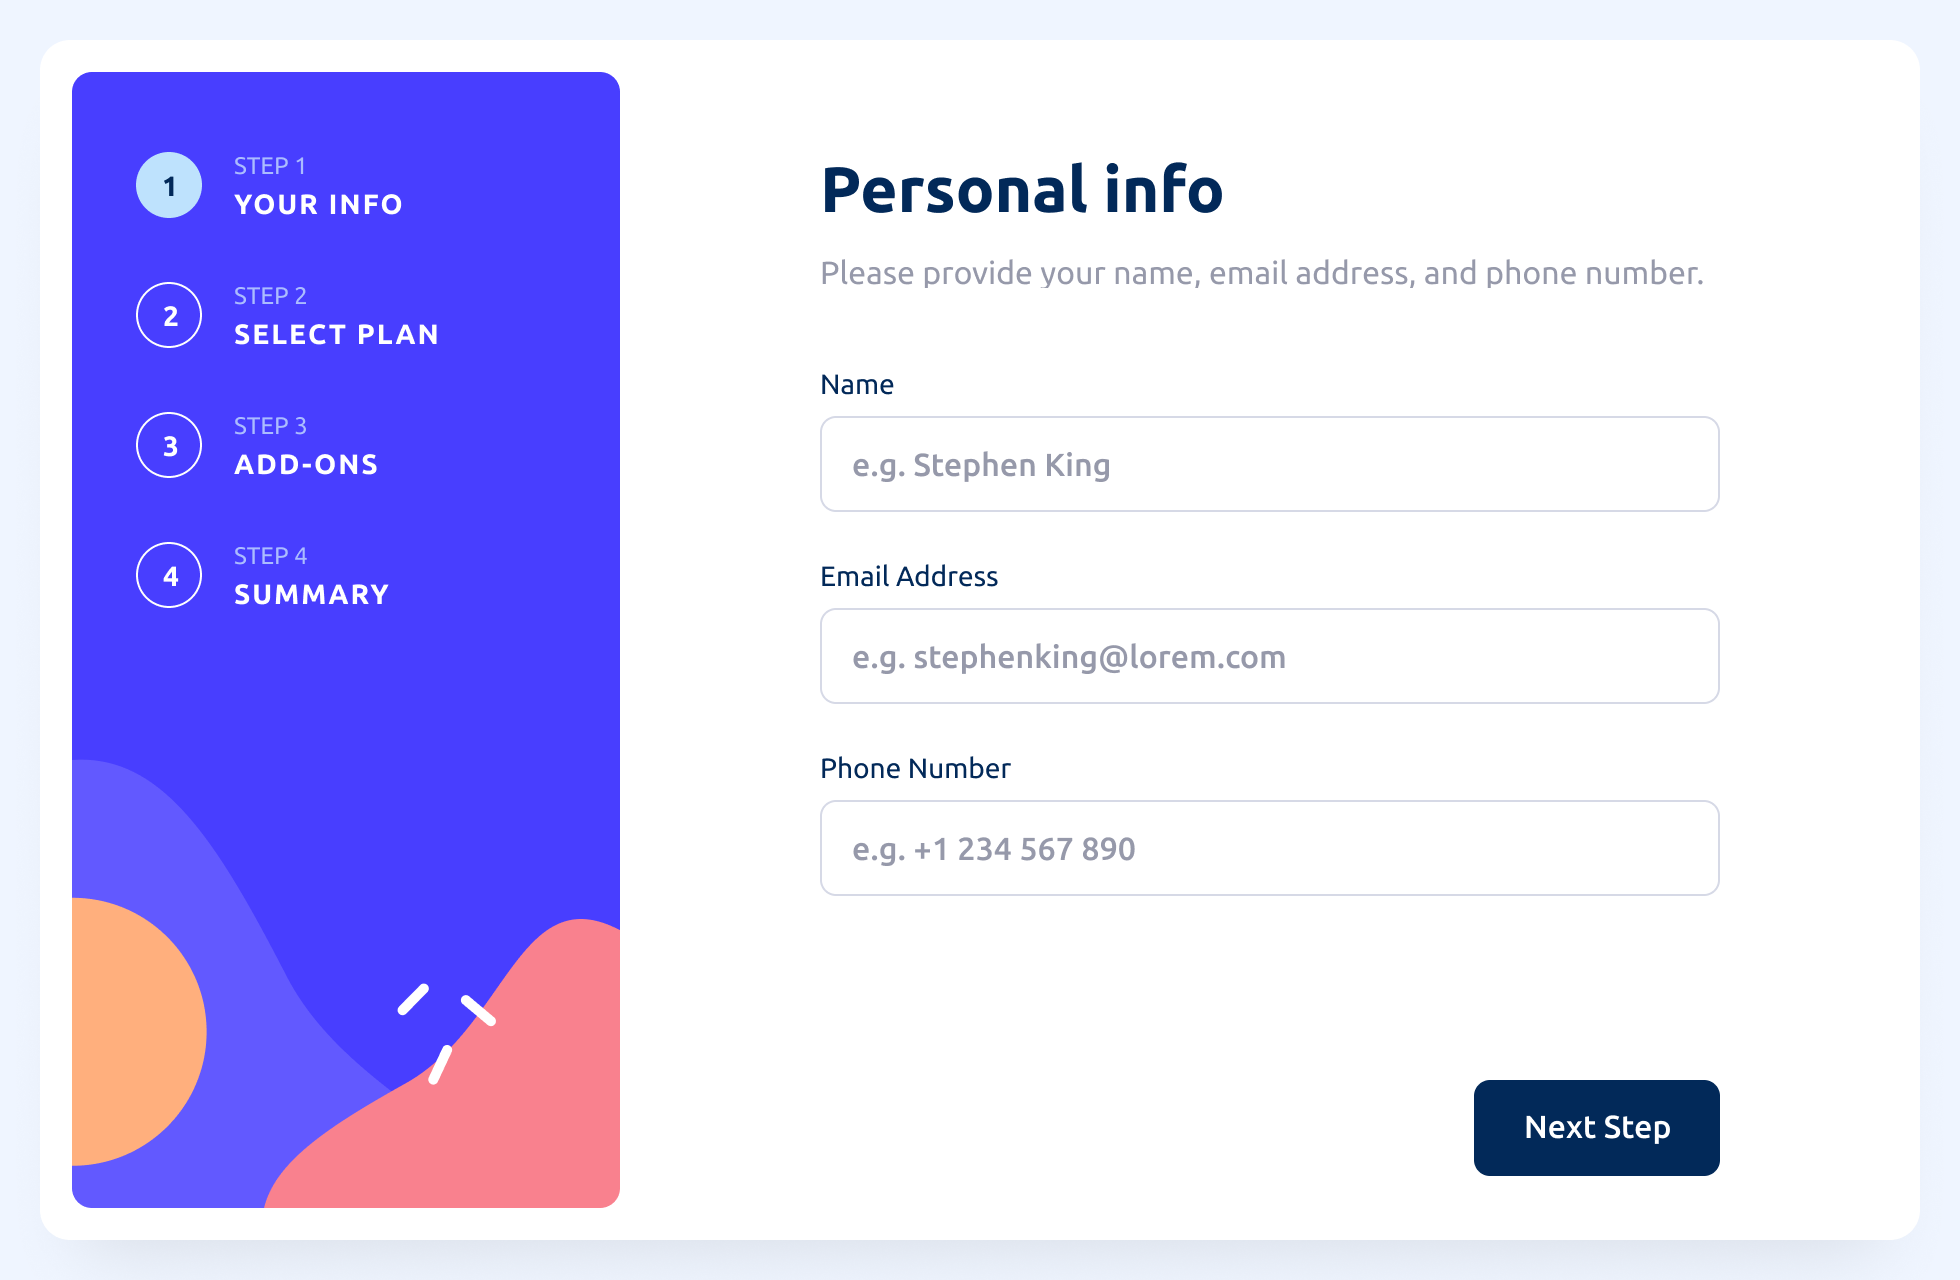 1
STEP 1
YOUR INFO
2
STEP 2
SELECT PLAN
3
STEP 3
ADD-ONS
4
STEP 4
SUMMARY
Personal info
Please provide your name, email address, and phone number.
Name
e.g. Stephen King
Email Address
e.g. stephenking@lorem.com
Phone Number
e.g. +1 234 567 890
Next Step